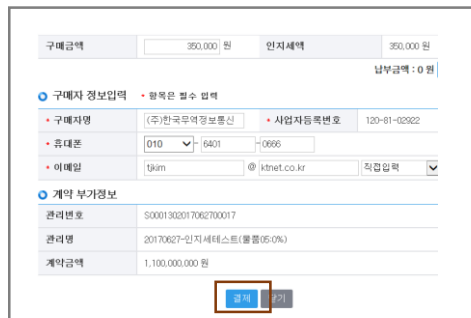 구매금액 350,000 원 인지세액 350,000 원
납부금액 : 0 원
구매자 정보입력 • 항목은 필수 입력
• 구매자명 (주)한국무역정보통신 • 사업자등록번호 120-81-02922
• 휴대폰 010 - 6401 - 0666
• 이메일 tjkim @ ktnet.co.kr 직접입력
계약 부가정보
관리번호 S0001302017062700017
관리명 20170627-인지세테스트(물품05:0%)
계약금액 1,100,000,000 원
결제 닫기